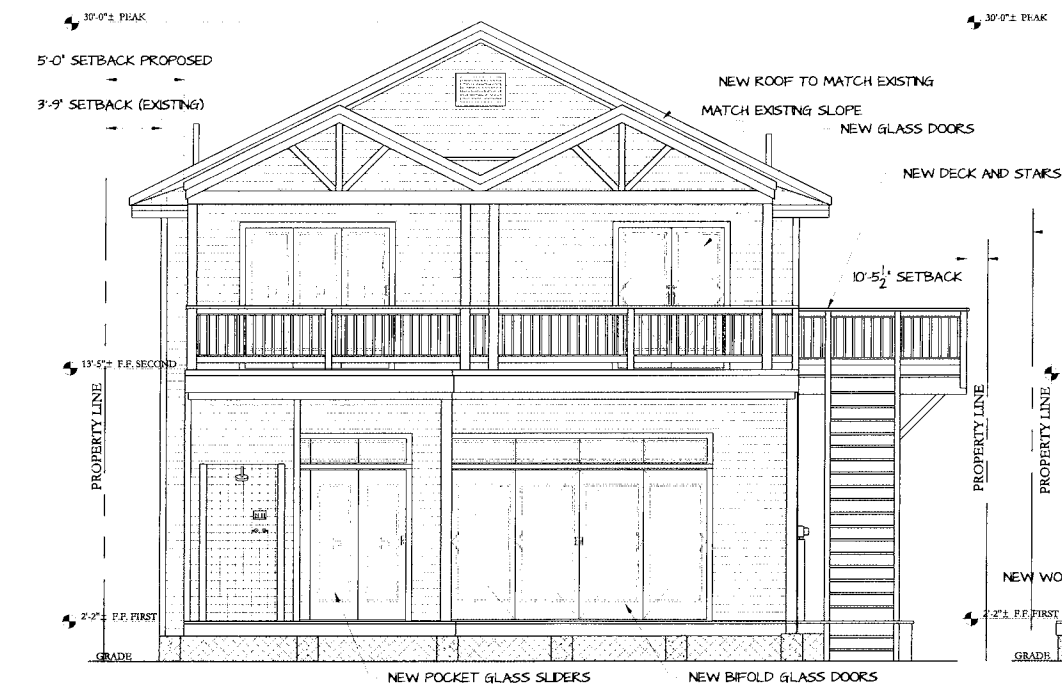 30'-0"± PEAK
30'-0"± PEAK
5'-0" SETBACK PROPOSED
3'-9" SETBACK (EXISTING)
NEW ROOF TO MATCH EXISTING
MATCH EXISTING SLOPE
NEW GLASS DOORS
NEW DECK AND STAIRS
10'-5 1/2" SETBACK
13'-5"± F.F. SECOND
PROPERTY LINE
PROPERTY LINE
PROPERTY LINE
NEW WO
2'-2"± F.F. FIRST
2'-2"± F.F. FIRST
GRADE
GRADE
NEW POCKET GLASS SLIDERS
NEW BIFOLD GLASS DOORS